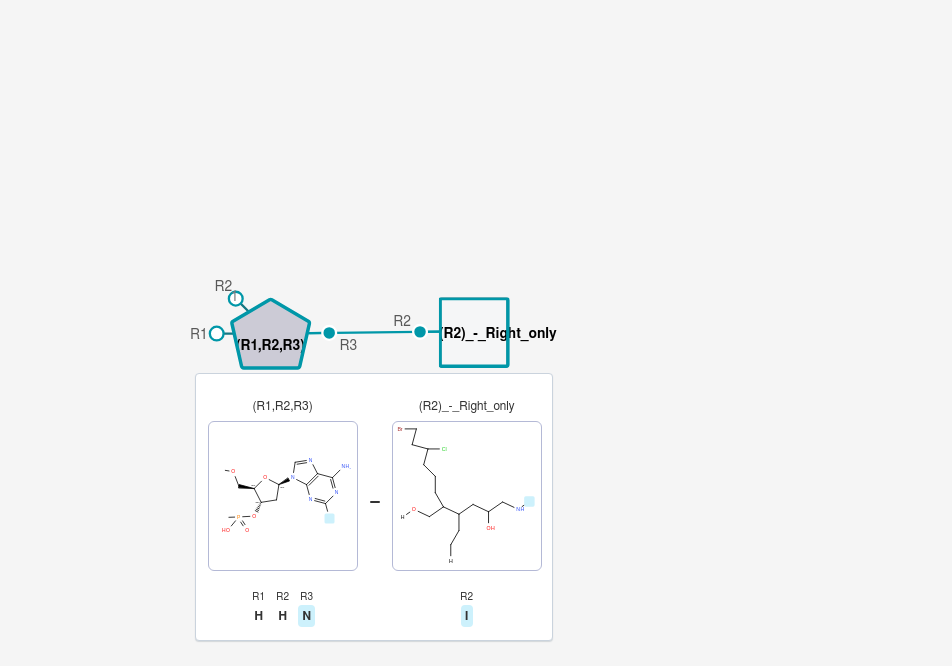 R2
R1
(R1,R2,R3)
R3
R2
(R2)_-_Right_only
(R1,R2,R3)
(R2)_-_Right_only
O
O
N
N
NH
N
N
O
P
HO
O
Br
Cl
H
O
OH
NH
H
R1 R2 R3
H H N
R2
I